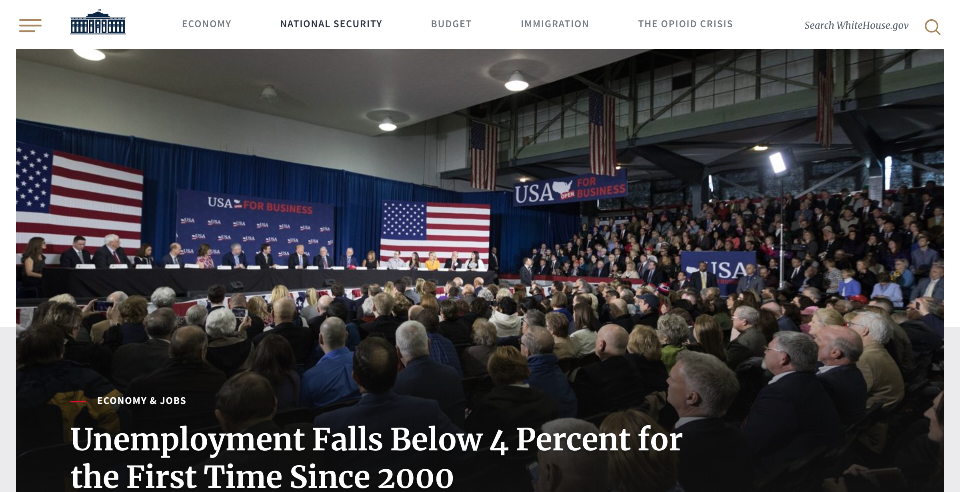 ECONOMY NATIONAL SECURITY BUDGET IMMIGRATION THE OPIOID CRISIS Search WhiteHouse.gov
USA OPEN FOR BUSINESS
USA FOR BUSINESS
USA
ECONOMY & JOBS
Unemployment Falls Below 4 Percent for
the First Time Since 2000